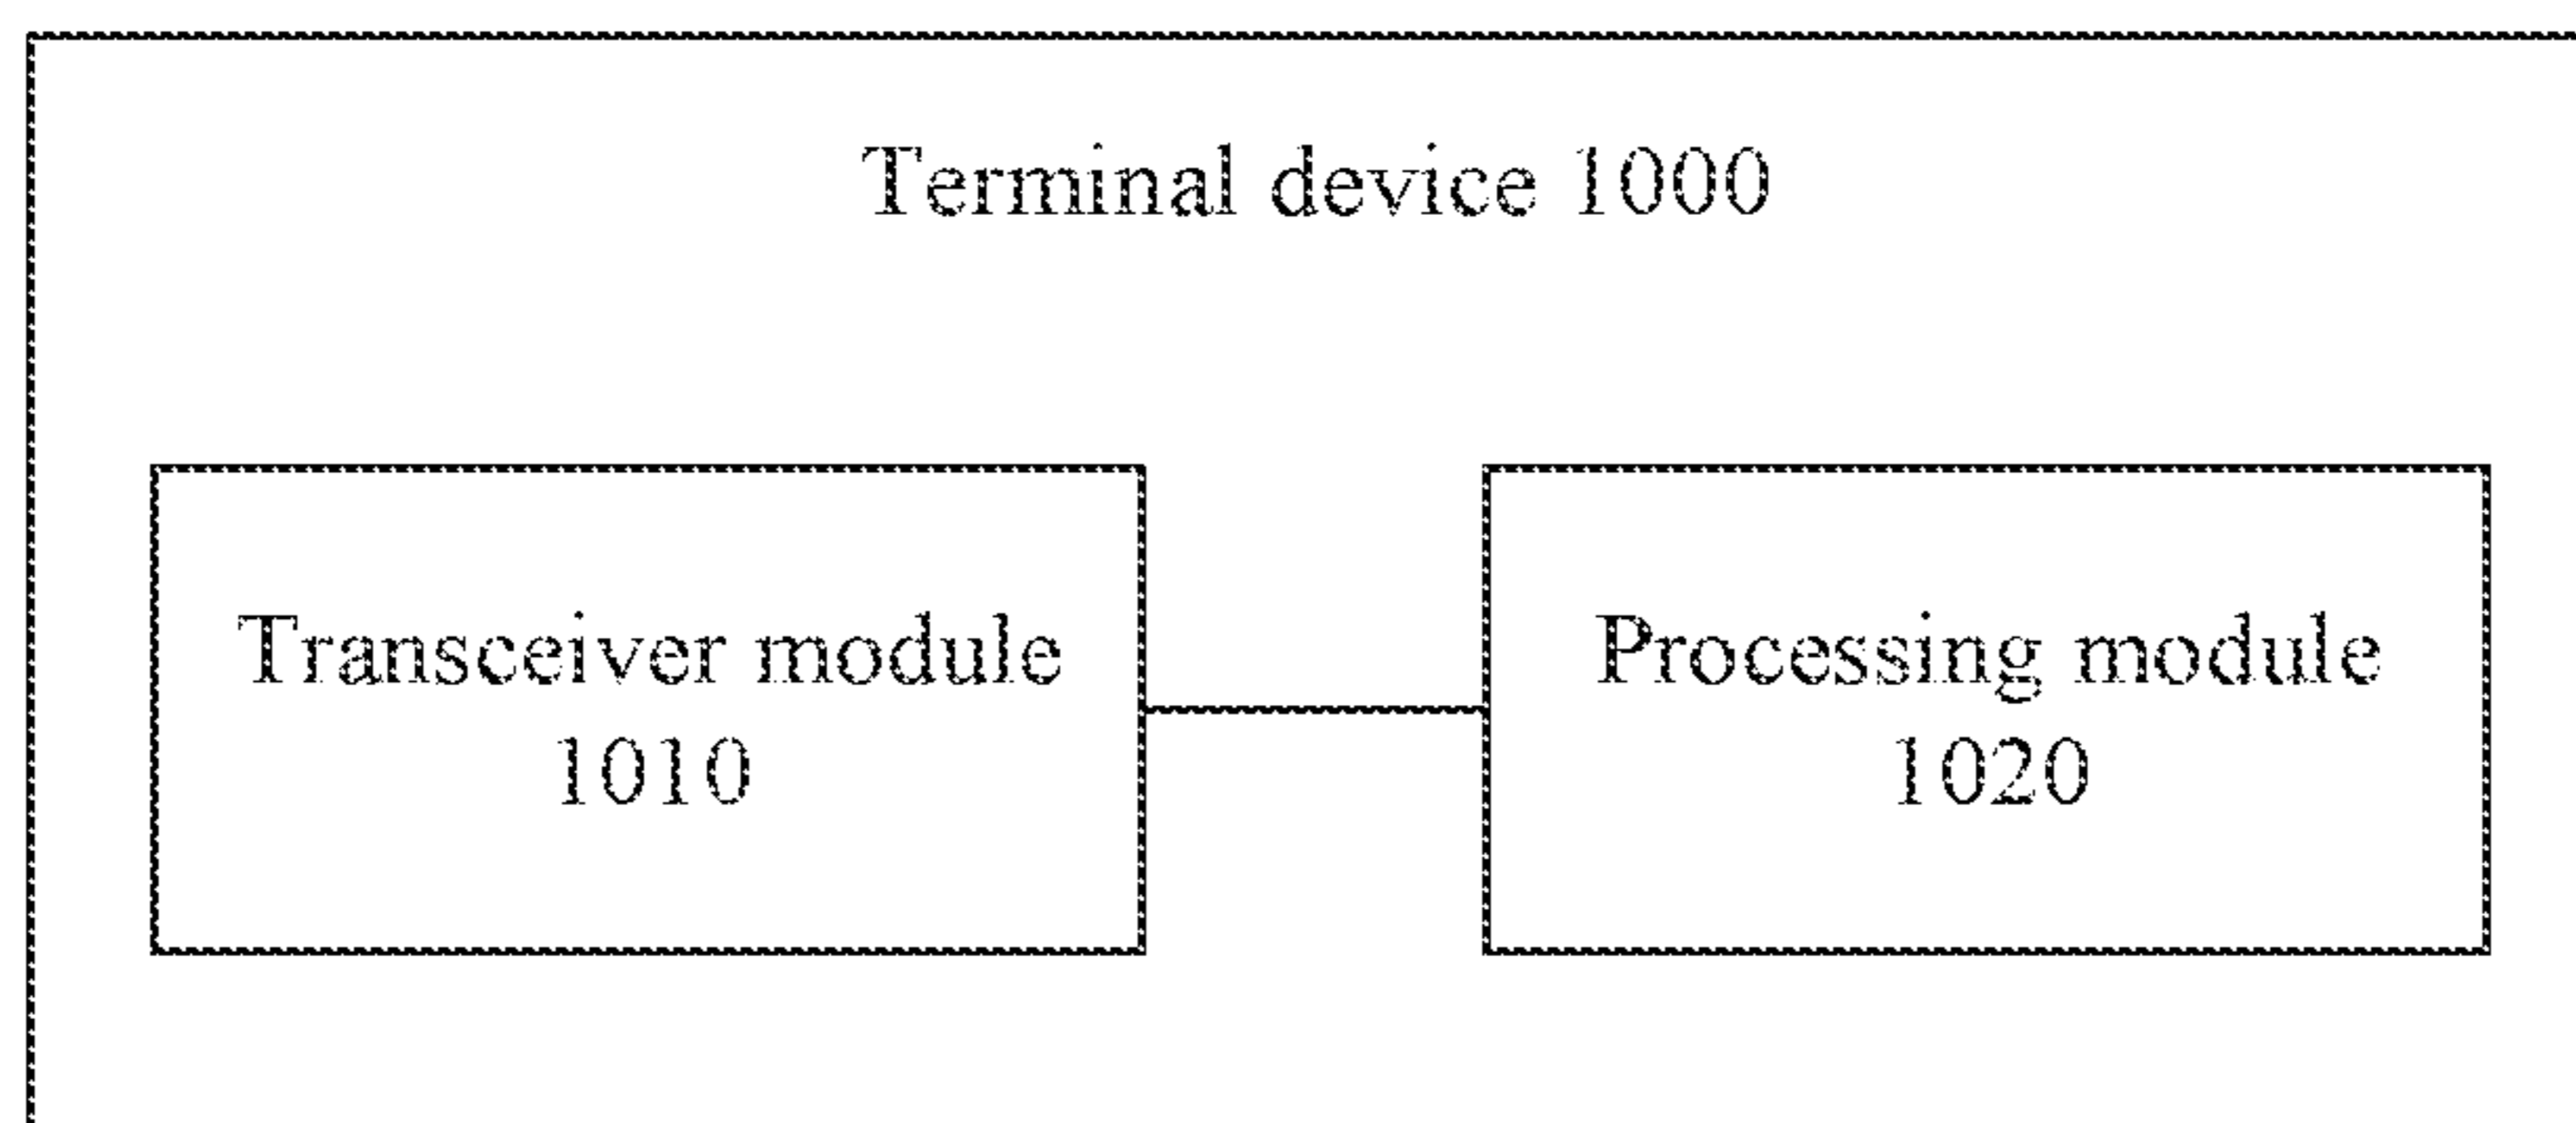 Terminal device 1000
Transceiver module
1010
Processing module
1020